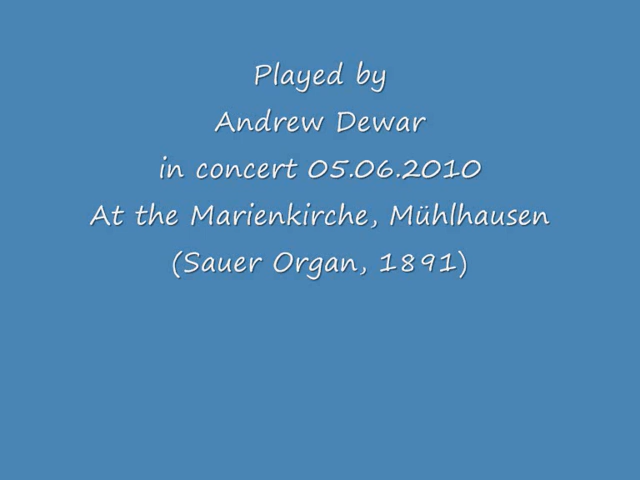 Played by
Andrew Dewar
in concert 05.06.2010
At the Marienkirche, Mühlhausen
(Sauer Organ, 1891)